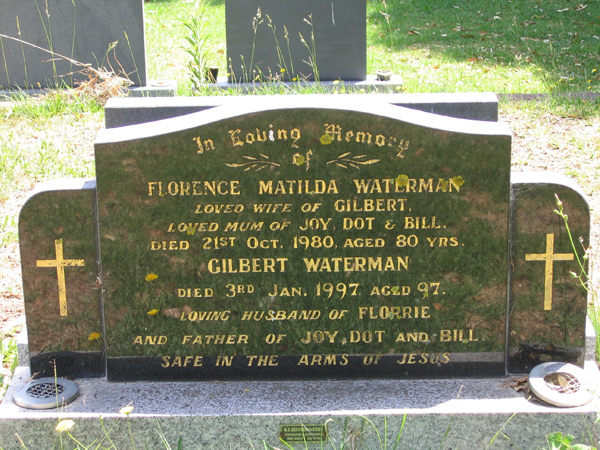 In Loving Memory
of
FLORENCE MATILDA WATERMAN
LOVED WIFE OF GILBERT,
LOVED MUM OF JOY, DOT & BILL.
DIED 21ST OCT. 1980, AGED 80 YRS.
GILBERT WATERMAN
DIED 3RD JAN. 1997, AGED 97.
LOVING HUSBAND OF FLORRIE
AND FATHER OF JOY, DOT AND BILL.
SAFE IN THE ARMS OF JESUS